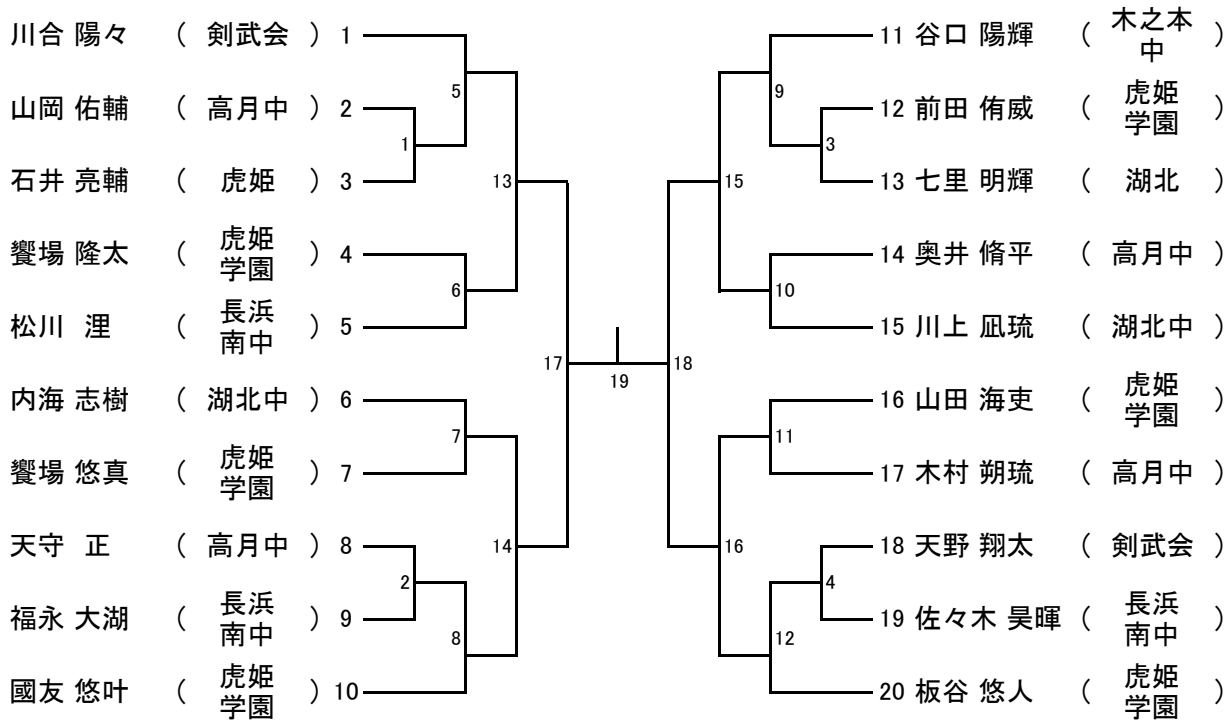 川合 陽々 （ 剣武会 ） 1
山岡 佑輔 （ 高月中 ） 2
石井 亮輔 （ 虎姫 ） 3
饗場 隆太 （ 虎姫学園 ） 4
松川 浬 （ 長浜南中 ） 5
内海 志樹 （ 湖北中 ） 6
饗場 悠真 （ 虎姫学園 ） 7
天守 正 （ 高月中 ） 8
福永 大湖 （ 長浜南中 ） 9
國友 悠叶 （ 虎姫学園 ） 10
1
2
5
6
7
8
13
14
17
19
18
15
16
9
10
11
12
3
4
11 谷口 陽輝 （ 木之本中 ）
12 前田 侑威 （ 虎姫学園 ）
13 七里 明輝 （ 湖北 ）
14 奥井 脩平 （ 高月中 ）
15 川上 凪琉 （ 湖北中 ）
16 山田 海吏 （ 虎姫学園 ）
17 木村 朔琉 （ 高月中 ）
18 天野 翔太 （ 剣武会 ）
19 佐々木 昊暉 （ 長浜南中 ）
20 板谷 悠人 （ 虎姫学園 ）